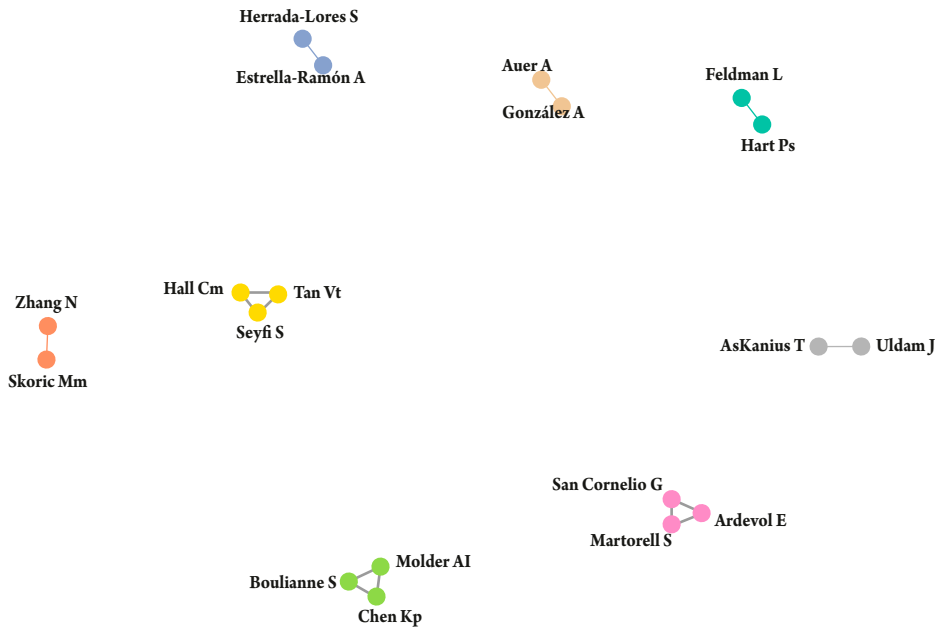 Herrada-Lores S
Estrella-Ramón A
Auer A
González A
Feldman L
Hart Ps
Hall Cm
Tan Vt
Seyfi S
Zhang N
Skoric Mm
AsKanius T
Uldam J
San Cornelio G
Ardevol E
Martorell S
Molder AI
Boulianne S
Chen Kp